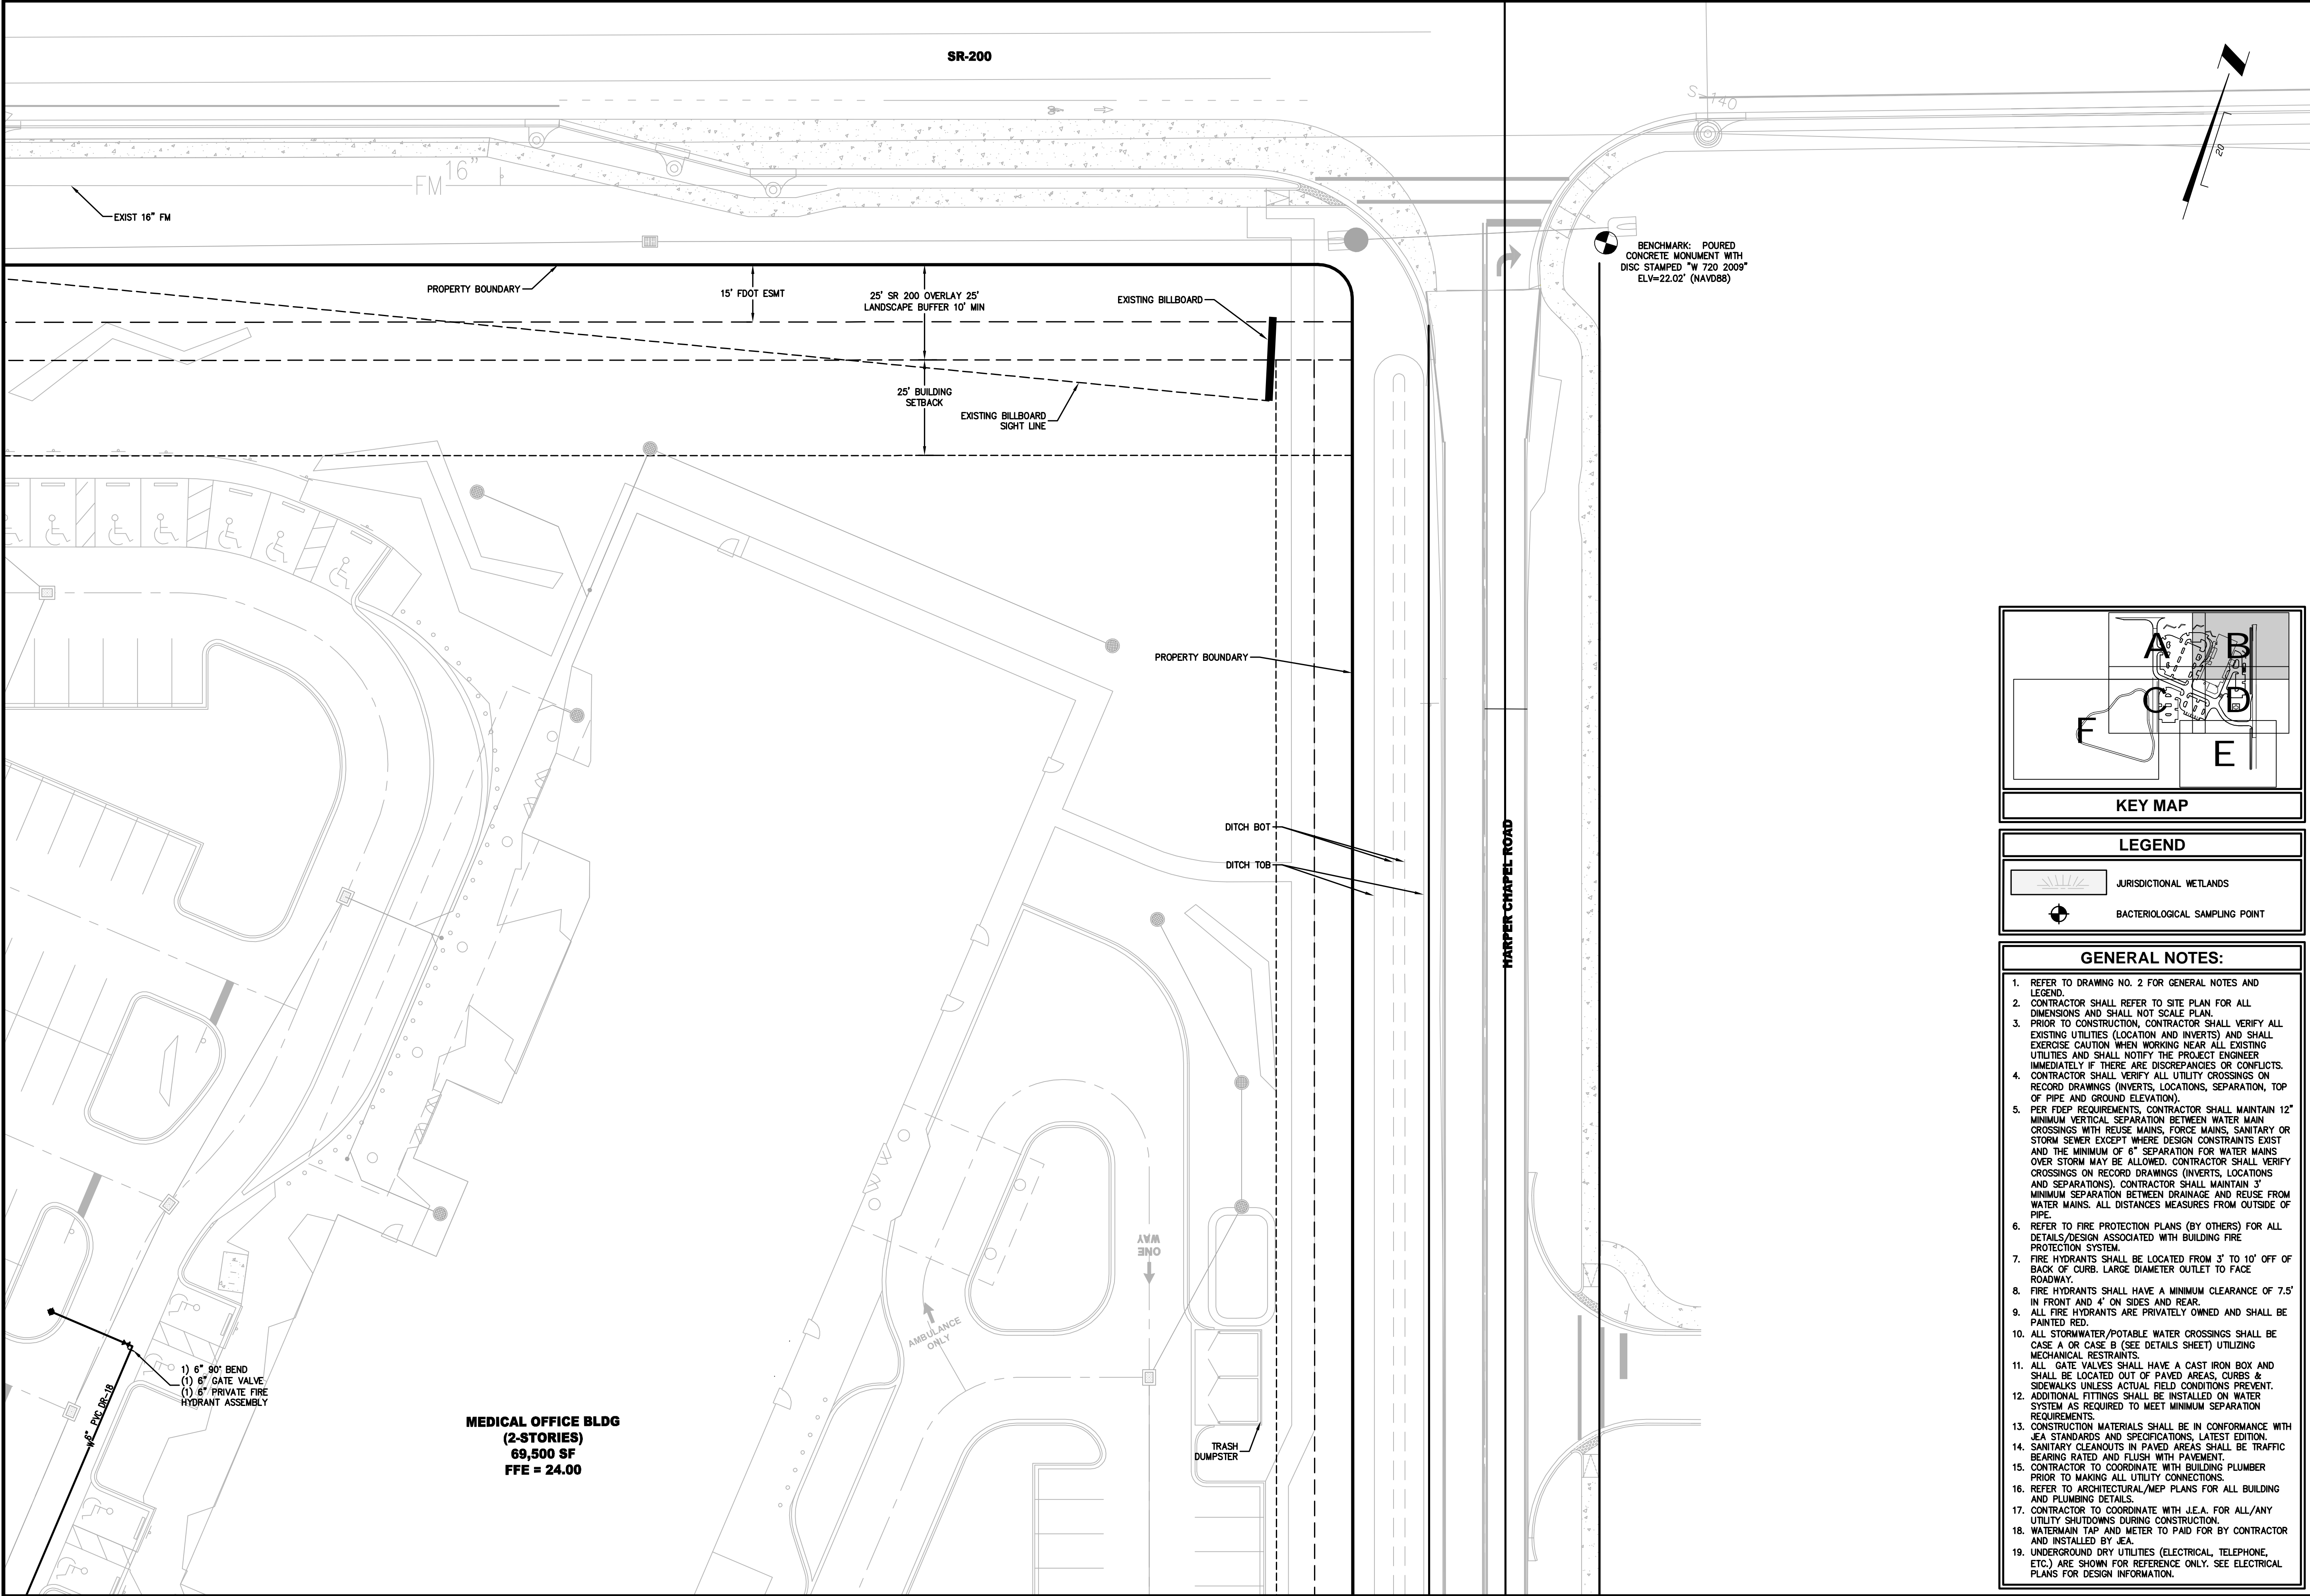 SR-200
S-140
20
FM 16"
EXIST 16" FM
BENCHMARK: POURED
CONCRETE MONUMENT WITH
DISC STAMPED "W 720 2009"
ELV=22.02' (NAVD88)
PROPERTY BOUNDARY
15' FDOT ESMT
25' SR 200 OVERLAY 25'
LANDSCAPE BUFFER 10' MIN
EXISTING BILLBOARD
25' BUILDING
SETBACK
EXISTING BILLBOARD
SIGHT LINE
PROPERTY BOUNDARY
DITCH BOT
DITCH TOB
HARPER CHAPEL ROAD
ONE
WAY
AMBULANCE
ONLY
1) 6" 90° BEND
(1) 6" GATE VALVE
(1) 6" PRIVATE FIRE
HYDRANT ASSEMBLY
W 6" PVC DR-18
MEDICAL OFFICE BLDG
(2-STORIES)
69,500 SF
FFE = 24.00
TRASH
DUMPSTER
A B
C D
F
E
KEY MAP
LEGEND
JURISDICTIONAL WETLANDS
BACTERIOLOGICAL SAMPLING POINT
GENERAL NOTES:
1. REFER TO DRAWING NO. 2 FOR GENERAL NOTES AND
LEGEND.
2. CONTRACTOR SHALL REFER TO SITE PLAN FOR ALL
DIMENSIONS AND SHALL NOT SCALE PLAN.
3. PRIOR TO CONSTRUCTION, CONTRACTOR SHALL VERIFY ALL
EXISTING UTILITIES (LOCATION AND INVERTS) AND SHALL
EXERCISE CAUTION WHEN WORKING NEAR ALL EXISTING
UTILITIES AND SHALL NOTIFY THE PROJECT ENGINEER
IMMEDIATELY IF THERE ARE DISCREPANCIES OR CONFLICTS.
4. CONTRACTOR SHALL VERIFY ALL UTILITY CROSSINGS ON
RECORD DRAWINGS (INVERTS, LOCATIONS, SEPARATION, TOP
OF PIPE AND GROUND ELEVATION).
5. PER FDEP REQUIREMENTS, CONTRACTOR SHALL MAINTAIN 12"
MINIMUM VERTICAL SEPARATION BETWEEN WATER MAIN
CROSSINGS WITH REUSE MAINS, FORCE MAINS, SANITARY OR
STORM SEWER EXCEPT WHERE DESIGN CONSTRAINTS EXIST
AND THE MINIMUM OF 6" SEPARATION FOR WATER MAINS
OVER STORM MAY BE ALLOWED. CONTRACTOR SHALL VERIFY
CROSSINGS ON RECORD DRAWINGS (INVERTS, LOCATIONS
AND SEPARATIONS). CONTRACTOR SHALL MAINTAIN 3'
MINIMUM SEPARATION BETWEEN DRAINAGE AND REUSE FROM
WATER MAINS. ALL DISTANCES MEASURES FROM OUTSIDE OF
PIPE.
6. REFER TO FIRE PROTECTION PLANS (BY OTHERS) FOR ALL
DETAILS/DESIGN ASSOCIATED WITH BUILDING FIRE
PROTECTION SYSTEM.
7. FIRE HYDRANTS SHALL BE LOCATED FROM 3' TO 10' OFF OF
BACK OF CURB. LARGE DIAMETER OUTLET TO FACE
ROADWAY.
8. FIRE HYDRANTS SHALL HAVE A MINIMUM CLEARANCE OF 7.5'
IN FRONT AND 4' ON SIDES AND REAR.
9. ALL FIRE HYDRANTS ARE PRIVATELY OWNED AND SHALL BE
PAINTED RED.
10. ALL STORMWATER/POTABLE WATER CROSSINGS SHALL BE
CASE A OR CASE B (SEE DETAILS SHEET) UTILIZING
MECHANICAL RESTRAINTS.
11. ALL GATE VALVES SHALL HAVE A CAST IRON BOX AND
SHALL BE LOCATED OUT OF PAVED AREAS, CURBS &
SIDEWALKS UNLESS ACTUAL FIELD CONDITIONS PREVENT.
12. ADDITIONAL FITTINGS SHALL BE INSTALLED ON WATER
SYSTEM AS REQUIRED TO MEET MINIMUM SEPARATION
REQUIREMENTS.
13. CONSTRUCTION MATERIALS SHALL BE IN CONFORMANCE WITH
JEA STANDARDS AND SPECIFICATIONS, LATEST EDITION.
14. SANITARY CLEANOUTS IN PAVED AREAS SHALL BE TRAFFIC
BEARING RATED AND FLUSH WITH PAVEMENT.
15. CONTRACTOR TO COORDINATE WITH BUILDING PLUMBER
PRIOR TO MAKING ALL UTILITY CONNECTIONS.
16. REFER TO ARCHITECTURAL/MEP PLANS FOR ALL BUILDING
AND PLUMBING DETAILS.
17. CONTRACTOR TO COORDINATE WITH J.E.A. FOR ALL/ANY
UTILITY SHUTDOWNS DURING CONSTRUCTION.
18. WATERMAIN TAP AND METER TO PAID FOR BY CONTRACTOR
AND INSTALLED BY JEA.
19. UNDERGROUND DRY UTILITIES (ELECTRICAL, TELEPHONE,
ETC.) ARE SHOWN FOR REFERENCE ONLY. SEE ELECTRICAL
PLANS FOR DESIGN INFORMATION.